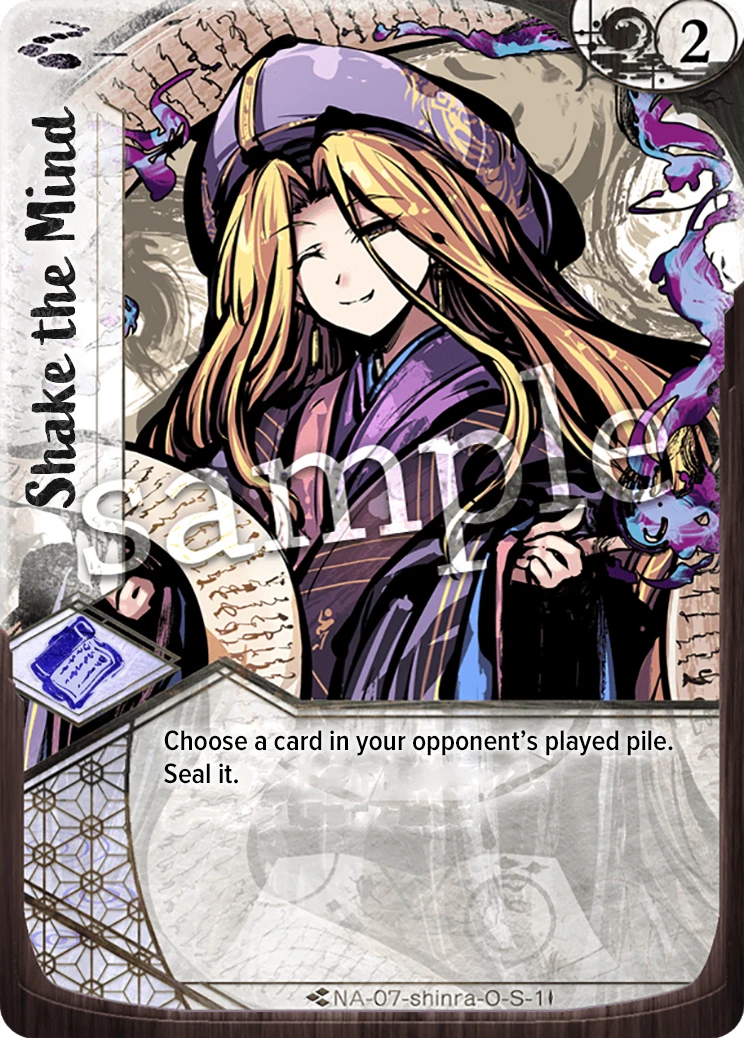 2
Shake the Mind
sample
Choose a card in your opponent's played pile.
Seal it.
NA-07-shinra-O-S-1